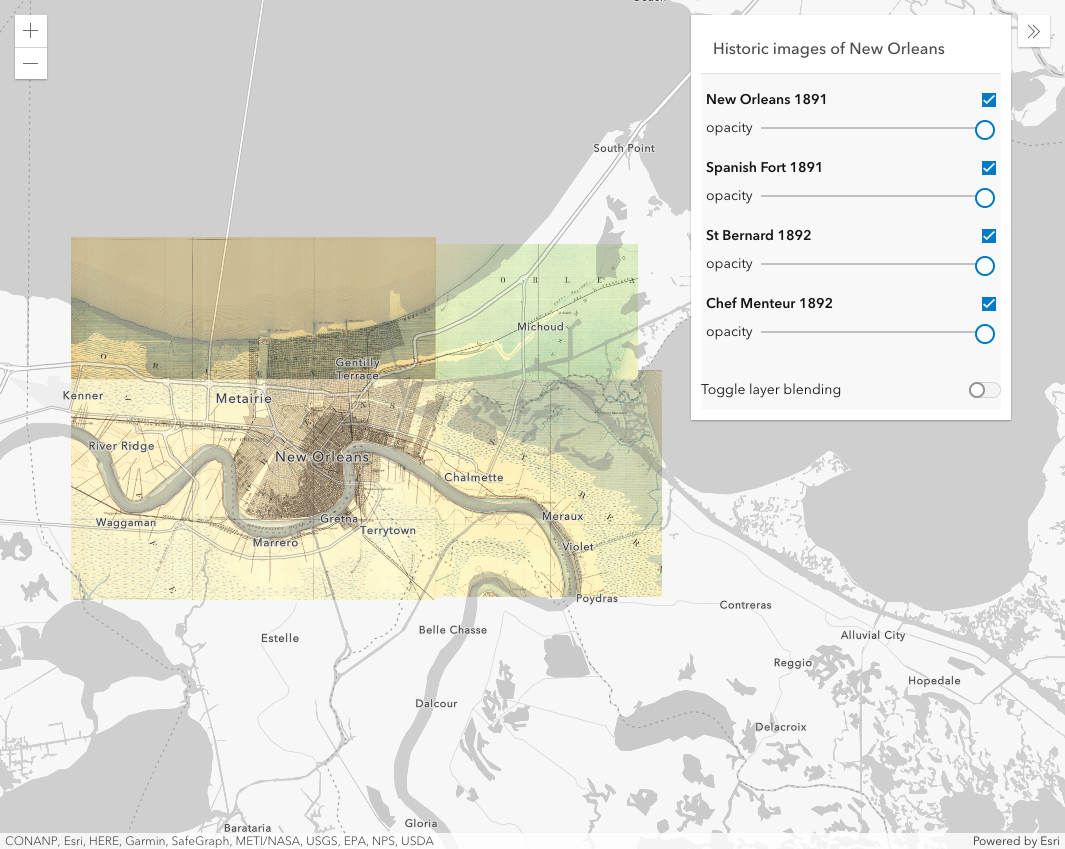 Historic images of New Orleans
New Orleans 1891
opacity
Spanish Fort 1891
opacity
St Bernard 1892
opacity
Chef Menteur 1892
opacity
Toggle layer blending
South Point
O R L E A
Michoud
Gentilly
Terrace
Kenner
Metairie
River Ridge
NEW ORLEANS
New Orleans
Chalmette
Waggaman
Gretna
Meraux
Terrytown
Marrero
Violet
Poydras
Contreras
Belle Chasse
Estelle
Alluvial City
Reggio
Hopedale
Dalcour
Delacroix
Gloria
Barataria
CONANP, Esri, HERE, Garmin, SafeGraph, METI/NASA, USGS, EPA, NPS, USDA
Powered by Esri